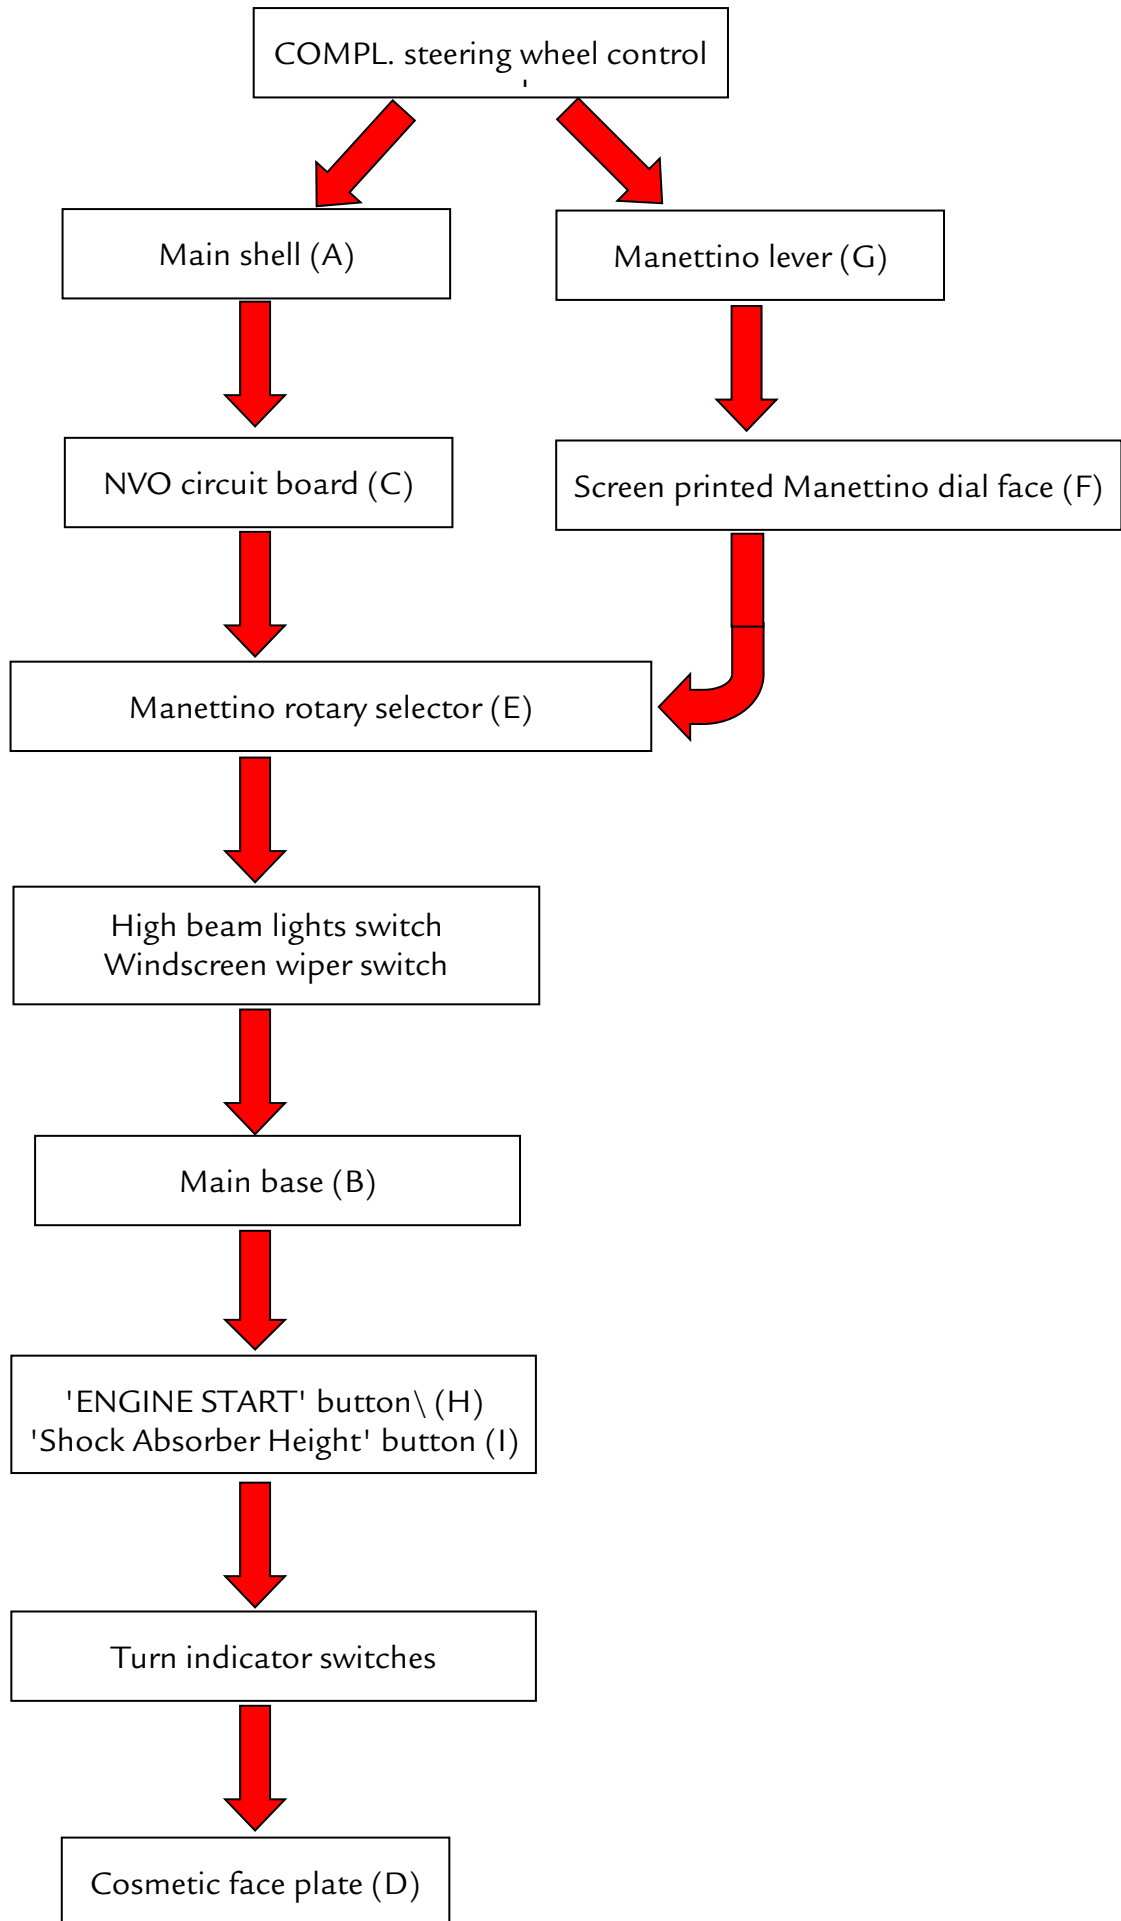 COMPL. steering wheel control
Main shell (A)
Manettino lever (G)
NVO circuit board (C)
Screen printed Manettino dial face (F)
Manettino rotary selector (E)
High beam lights switch
Windscreen wiper switch
Main base (B)
'ENGINE START' button\ (H)
'Shock Absorber Height' button (I)
Turn indicator switches
Cosmetic face plate (D)